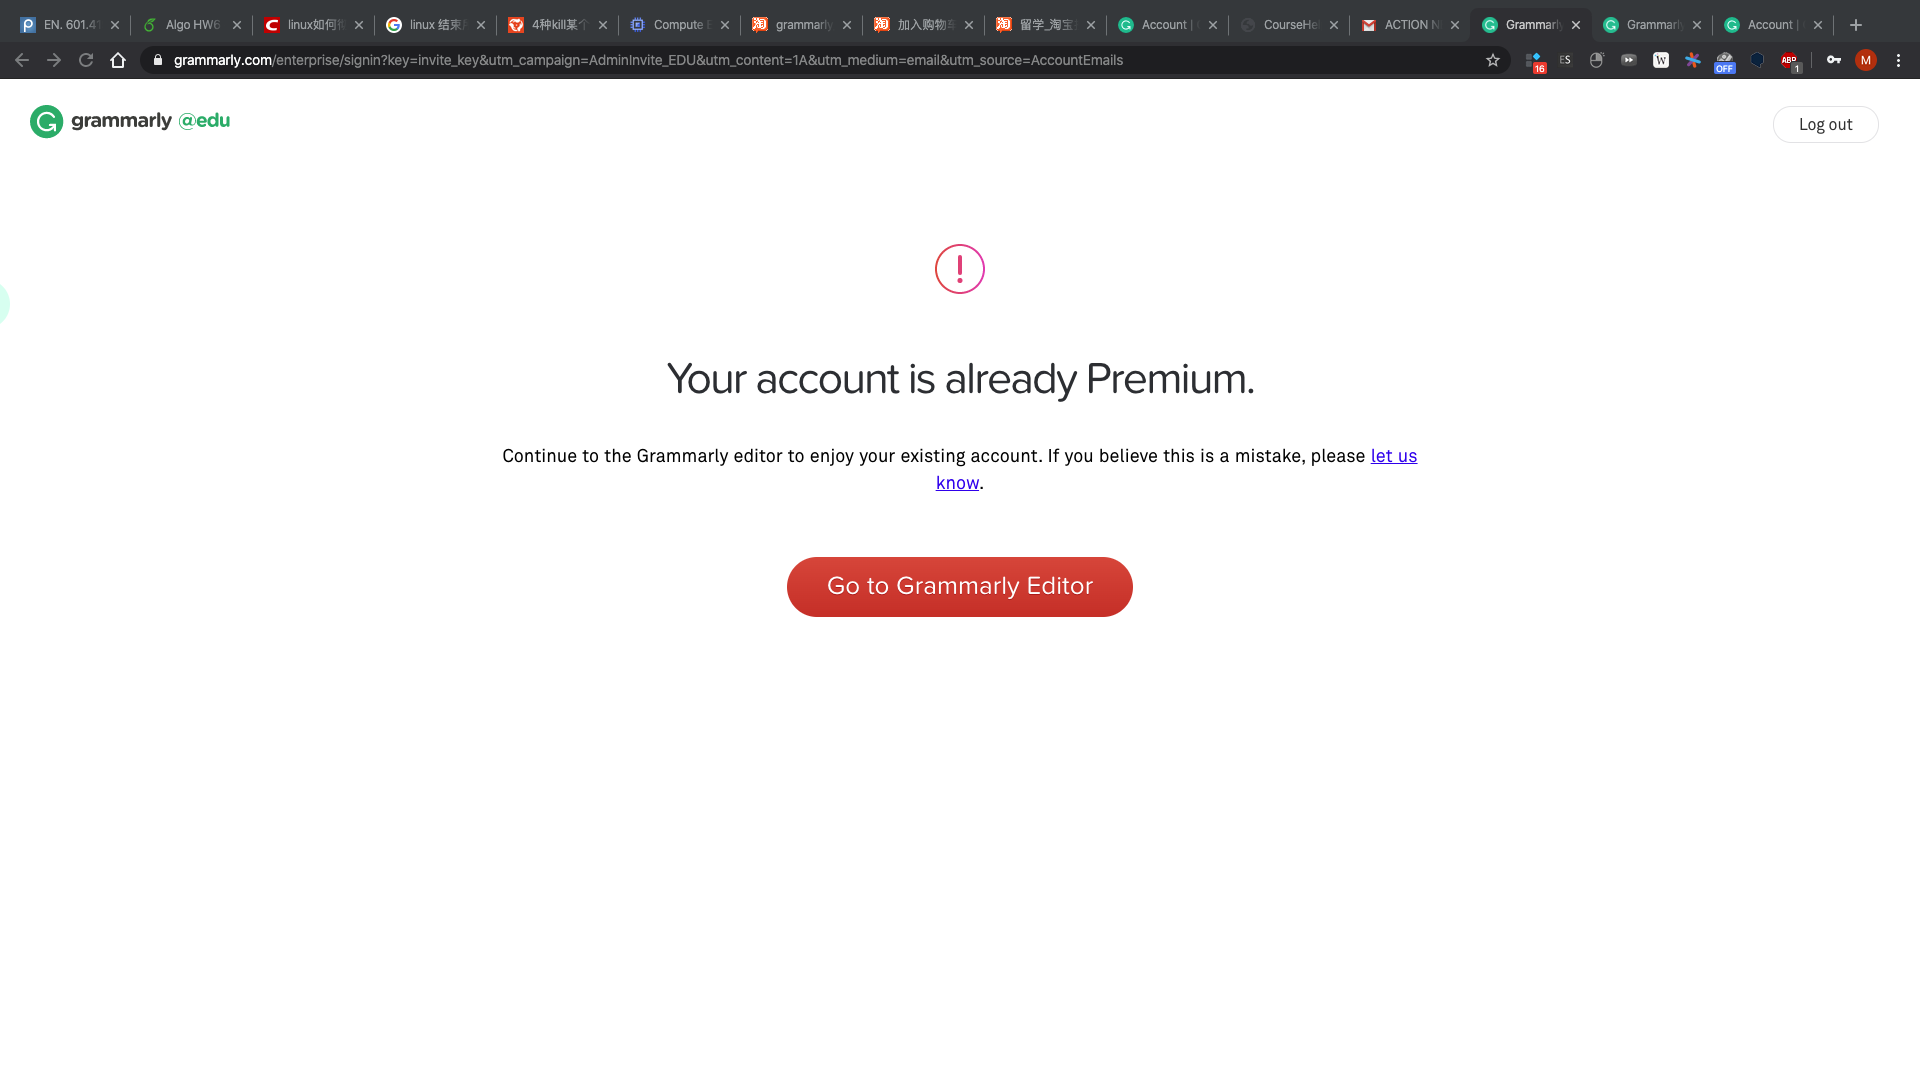 EN. 601.41
Algo HW6
linux如何
linux 结束
4种kill某个
Compute E
grammarly
加入购物车
留学_淘宝
Account |
CourseHe
ACTION N
Grammarly
Grammarly
Account |
grammarly.com/enterprise/signin?key=invite_key&utm_campaign=AdminInvite_EDU&utm_content=1A&utm_medium=email&utm_source=AccountEmails
16
ES
W
OFF
ABP
1
M
grammarly @edu
Log out
Your account is already Premium.
Continue to the Grammarly editor to enjoy your existing account. If you believe this is a mistake, please let us
know.
Go to Grammarly Editor